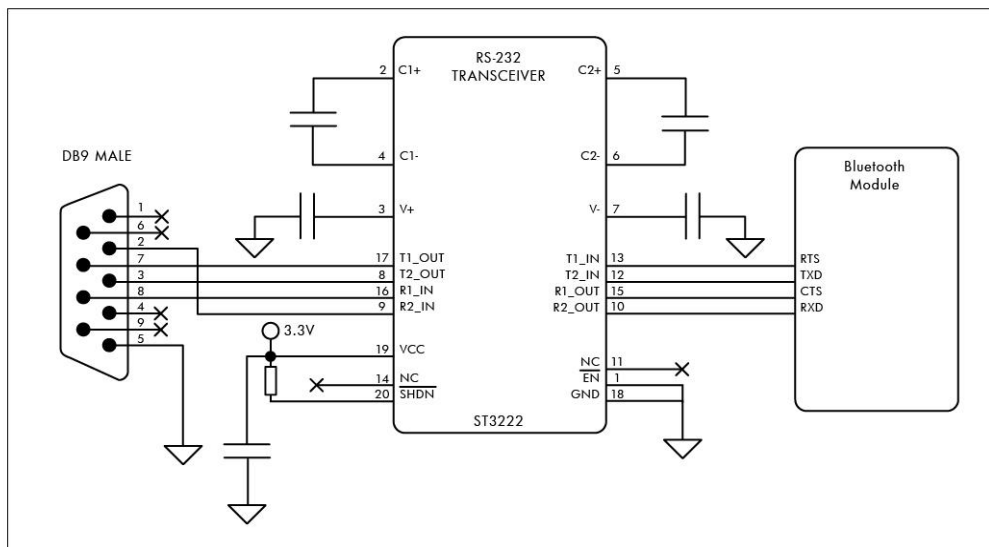 RS-232
TRANSCEIVER
2 C1+
C2+ 5
4 C1-
C2- 6
DB9 MALE
Bluetooth
Module
3 V+
V- 7
1
6
2
7
3
8
4
9
5
17 T1_OUT
8 T2_OUT
16 R1_IN
9 R2_IN
T1_IN 13
T2_IN 12
R1_OUT 15
R2_OUT 10
RTS
TXD
CTS
RXD
3.3V
19 VCC
14 NC
20 SHDN
NC 11
EN 1
GND 18
ST3222